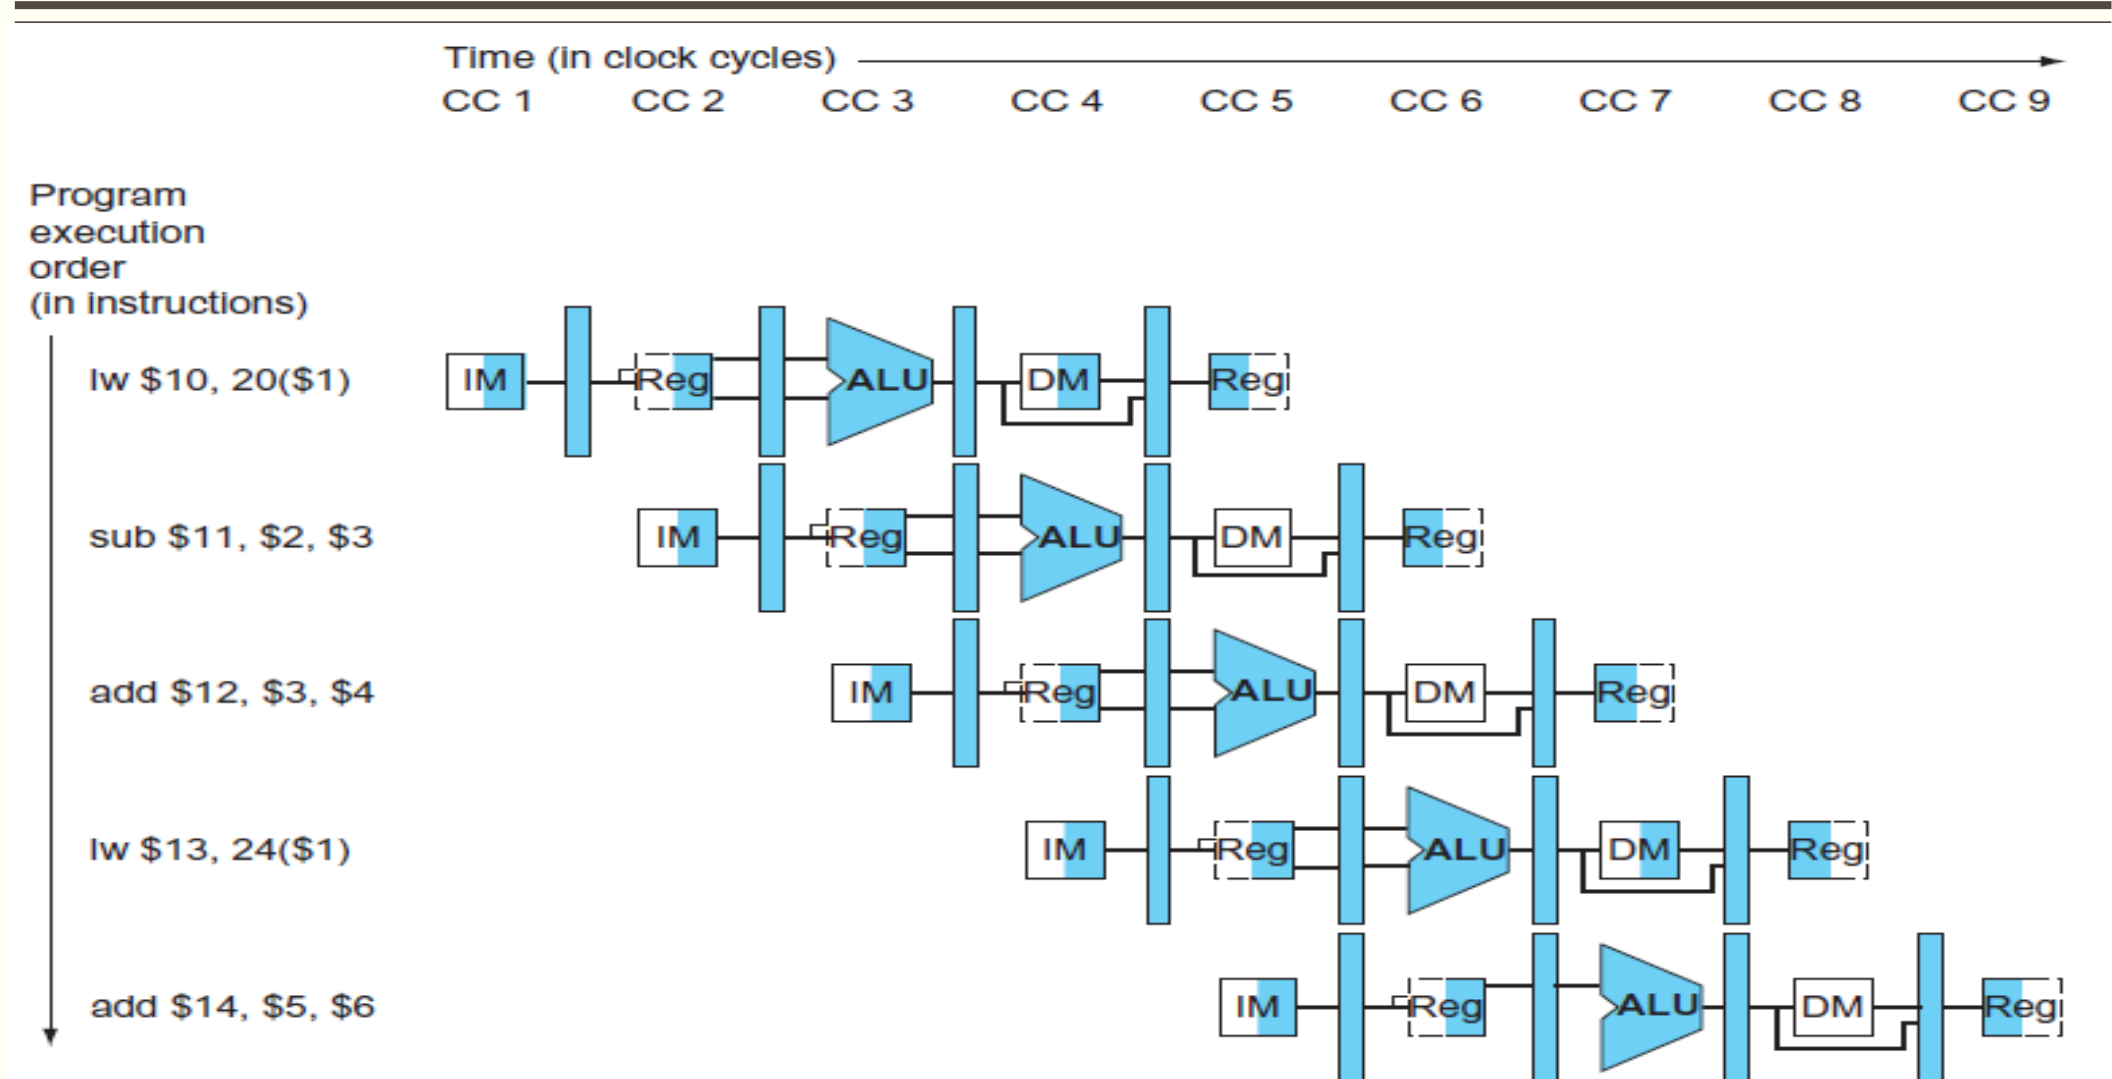 Time (in clock cycles)
CC 1 CC 2 CC 3 CC 4 CC 5 CC 6 CC 7 CC 8 CC 9
Program
execution
order
(in instructions)
lw $10, 20($1) IM Reg ALU DM Reg
sub $11, $2, $3 IM Reg ALU DM Reg
add $12, $3, $4 IM Reg ALU DM Reg
lw $13, 24($1) IM Reg ALU DM Reg
add $14, $5, $6 IM Reg ALU DM Reg